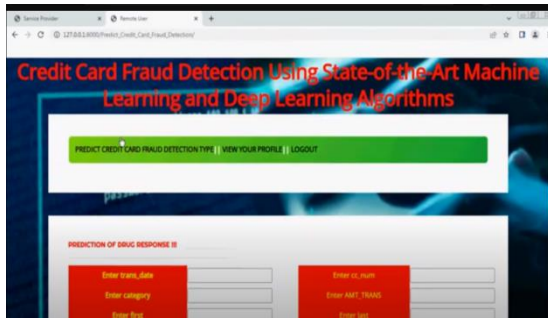 Service Provider
Remote User
127.0.0.1:8000/Predict_Credit_Card_Fraud_Detection/
Credit Card Fraud Detection Using State-of-the-Art Machine
Learning and Deep Learning Algorithms
PREDICT CREDIT CARD FRAUD DETECTION TYPE || VIEW YOUR PROFILE || LOGOUT
PREDICTION OF DRUG RESPONSE !!!
Enter trans_date
Enter cc_num
Enter category
Enter AMT_TRANS
Enter first
Enter last